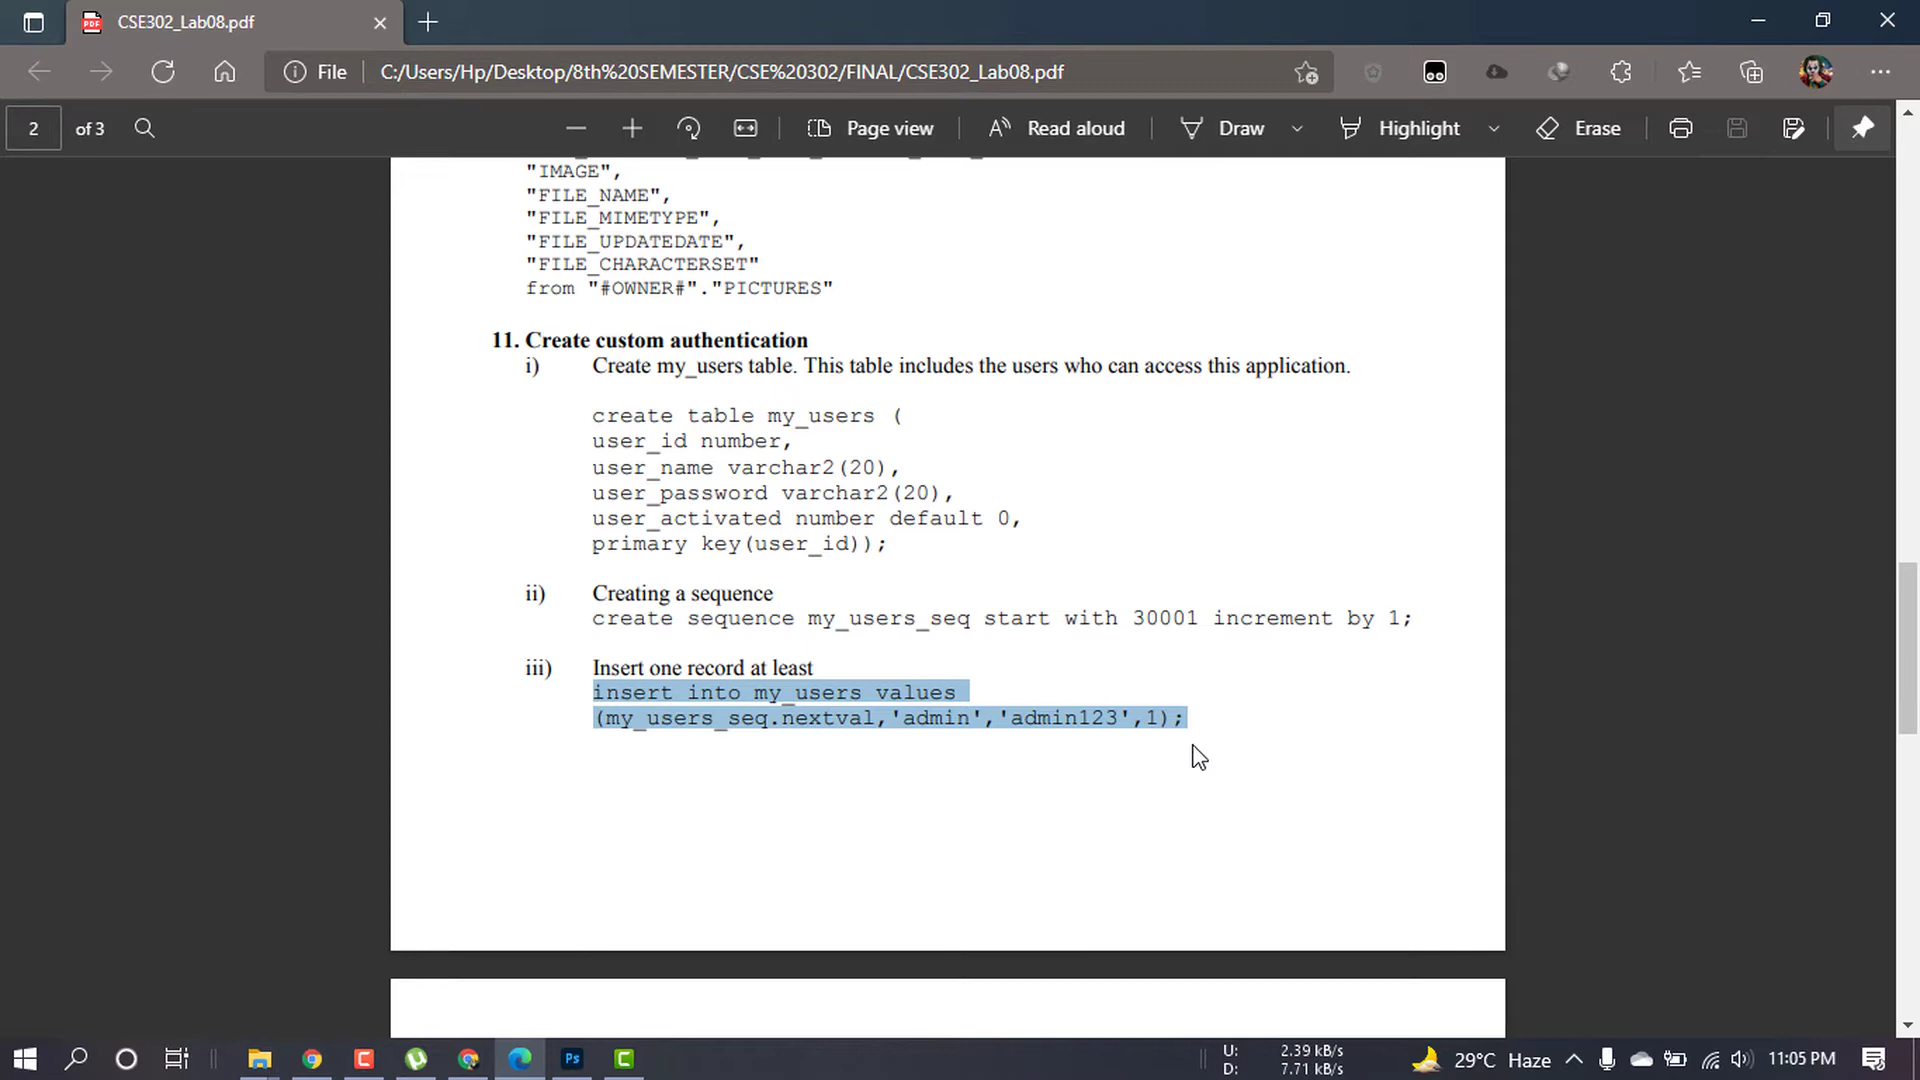 CSE302_Lab08.pdf
File
C:/Users/Hp/Desktop/8th%20SEMESTER/CSE%20302/FINAL/CSE302_Lab08.pdf
2
of 3
Page view
Read aloud
Draw
Highlight
Erase
"IMAGE",
"FILE_NAME",
"FILE_MIMETYPE",
"FILE_UPDATEDATE",
"FILE_CHARACTERSET"
from "#OWNER#"."PICTURES"
11. Create custom authentication
i) Create my_users table. This table includes the users who can access this application.
create table my_users (
user_id number,
user_name varchar2(20),
user_password varchar2(20),
user_activated number default 0,
primary key(user_id));
ii) Creating a sequence
create sequence my_users_seq start with 30001 increment by 1;
iii) Insert one record at least
insert into my_users values
(my_users_seq.nextval,'admin','admin123',1);
U: 2.39 kB/s
D: 7.71 kB/s
29°C Haze
11:05 PM